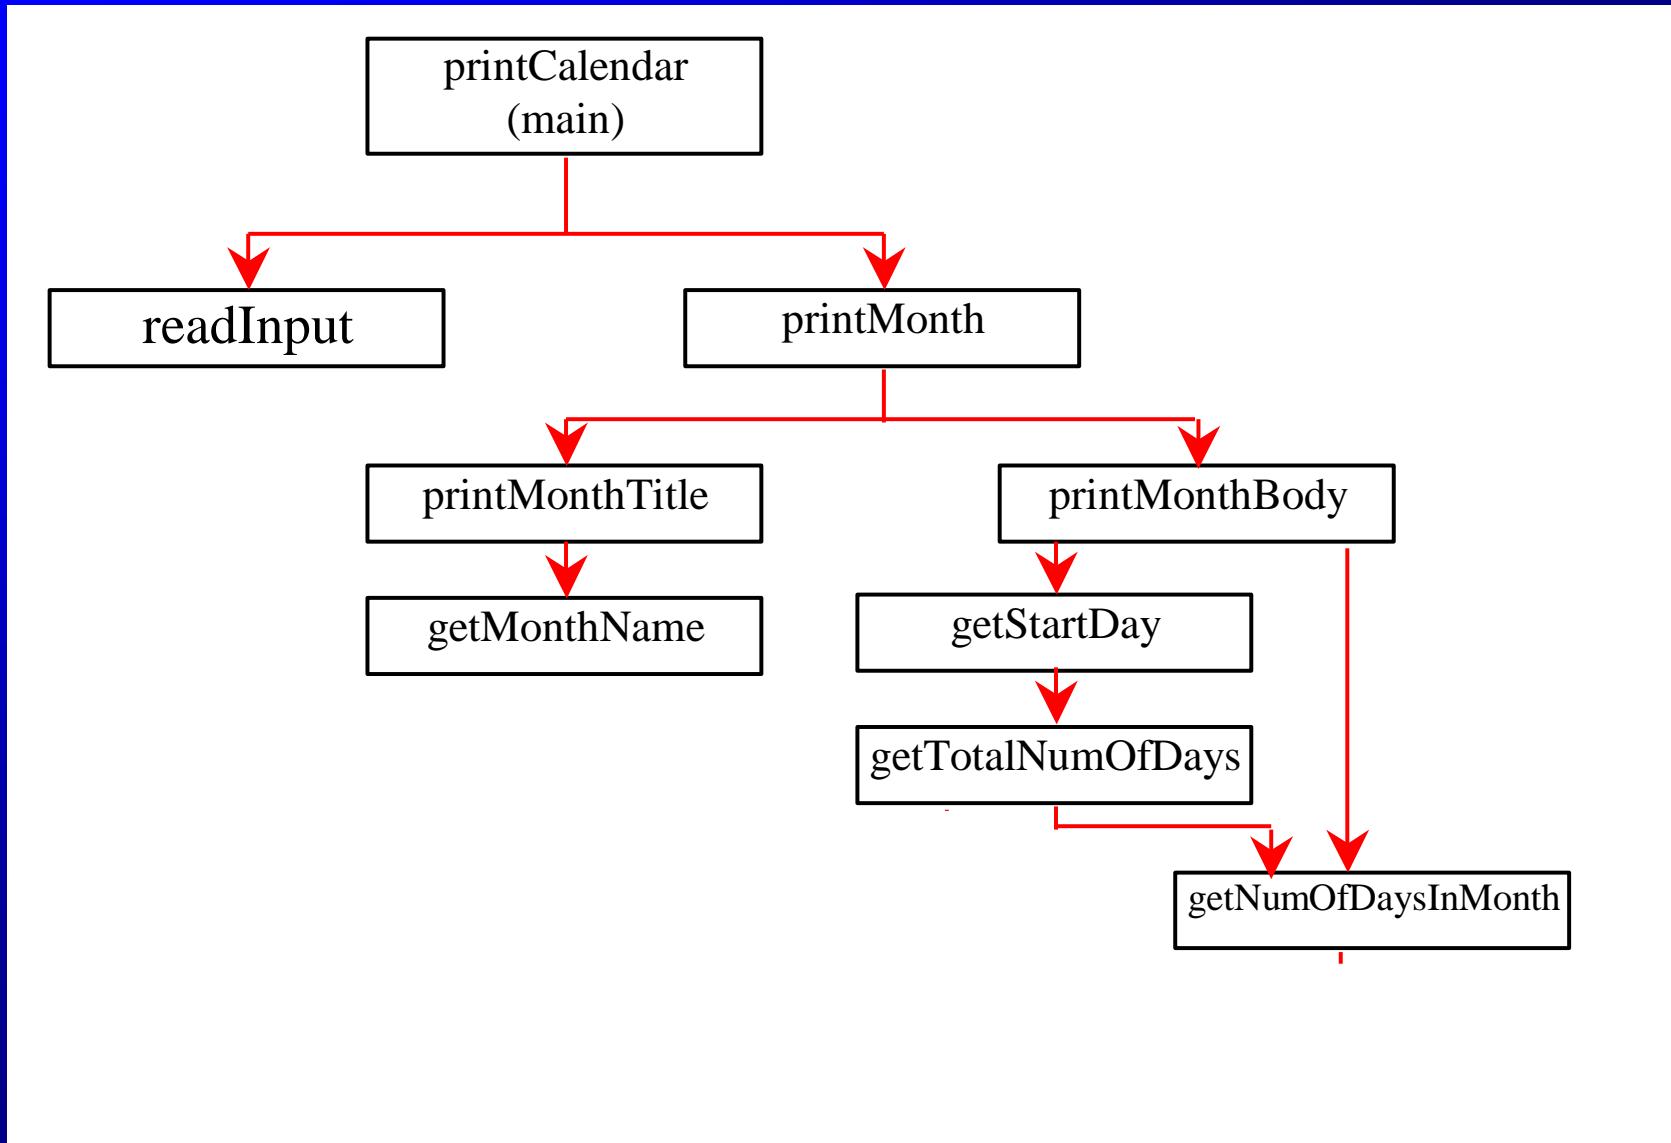 printCalendar
(main)
readInput
printMonth
printMonthTitle
printMonthBody
getMonthName
getStartDay
getTotalNumOfDays
getNumOfDaysInMonth